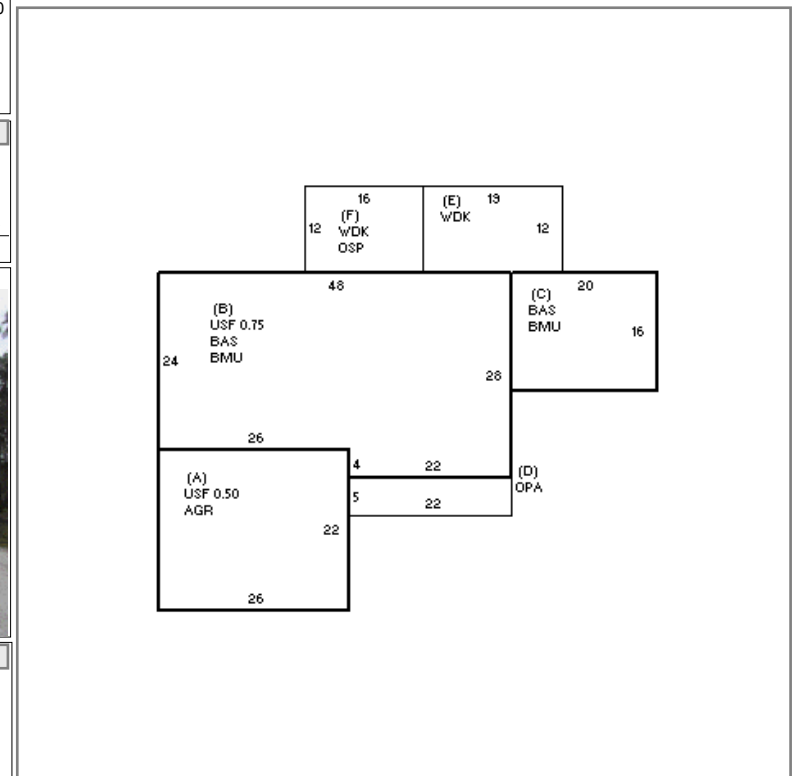 16
(F)
WDK
OSP
12
(E)
19
WDK
12
48
(B)
USF 0.75
BAS
BMU
24
28
26
20
(C)
BAS
BMU
16
4
22
(D)
OPA
5
22
(A)
USF 0.50
AGR
22
26